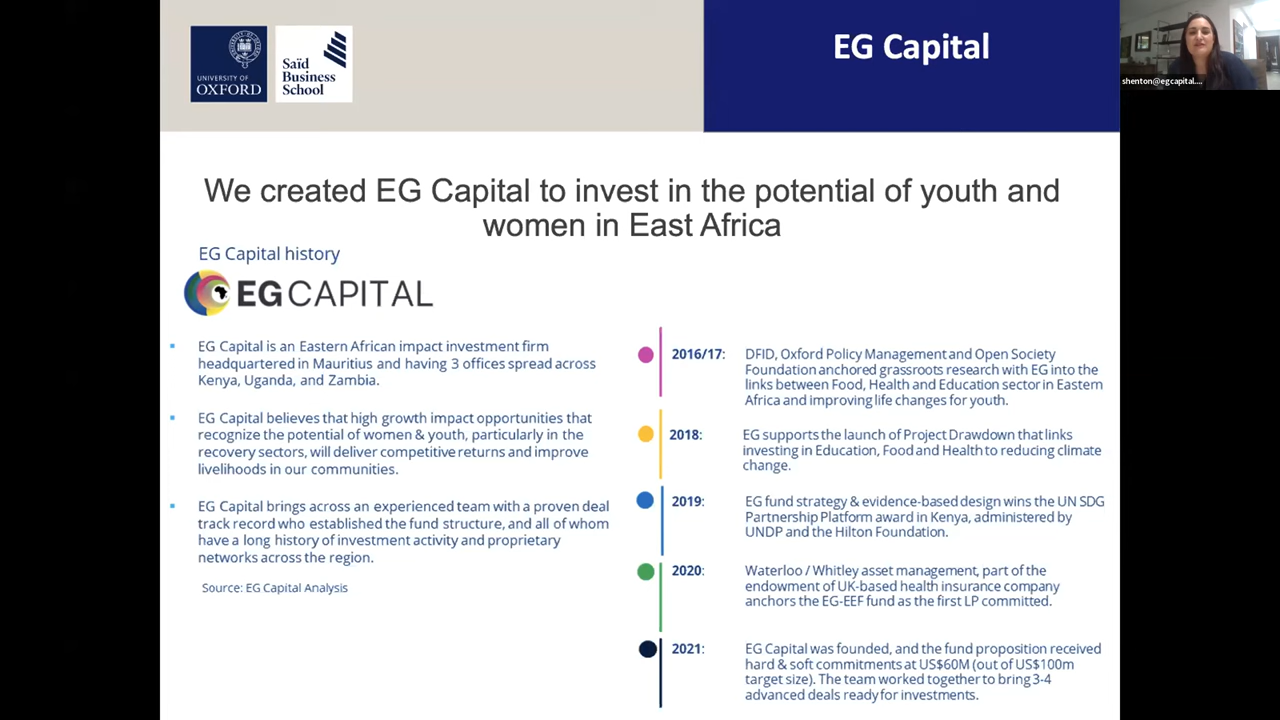 UNIVERSITY OF
OXFORD
Saïd
Business
School
EG Capital
shenton@egcapital....
We created EG Capital to invest in the potential of youth and
women in East Africa
EG Capital history
EG CAPITAL
EG Capital is an Eastern African impact investment firm
headquartered in Mauritius and having 3 offices spread across
Kenya, Uganda, and Zambia.
EG Capital believes that high growth impact opportunities that
recognize the potential of women & youth, particularly in the
recovery sectors, will deliver competitive returns and improve
livelihoods in our communities.
EG Capital brings across an experienced team with a proven deal
track record who established the fund structure, and all of whom
have a long history of investment activity and proprietary
networks across the region.
Source: EG Capital Analysis
2016/17: DFID, Oxford Policy Management and Open Society
Foundation anchored grassroots research with EG into the
links between Food, Health and Education sector in Eastern
Africa and improving life changes for youth.
2018: EG supports the launch of Project Drawdown that links
investing in Education, Food and Health to reducing climate
change.
2019: EG fund strategy & evidence-based design wins the UN SDG
Partnership Platform award in Kenya, administered by
UNDP and the Hilton Foundation.
2020: Waterloo / Whitley asset management, part of the
endowment of UK-based health insurance company
anchors the EG-EEF fund as the first LP committed.
2021: EG Capital was founded, and the fund proposition received
hard & soft commitments at US$60M (out of US$100m
target size). The team worked together to bring 3-4
advanced deals ready for investments.